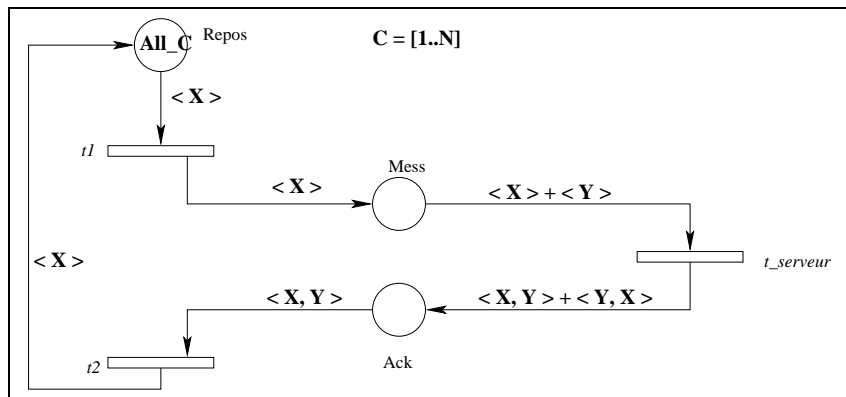 Repos
C = [1..N]
All_C
< X >
t1
Mess
< X >
< X > + < Y >
< X >
t_serveur
< X, Y >
< X, Y > + < Y, X >
t2
Ack